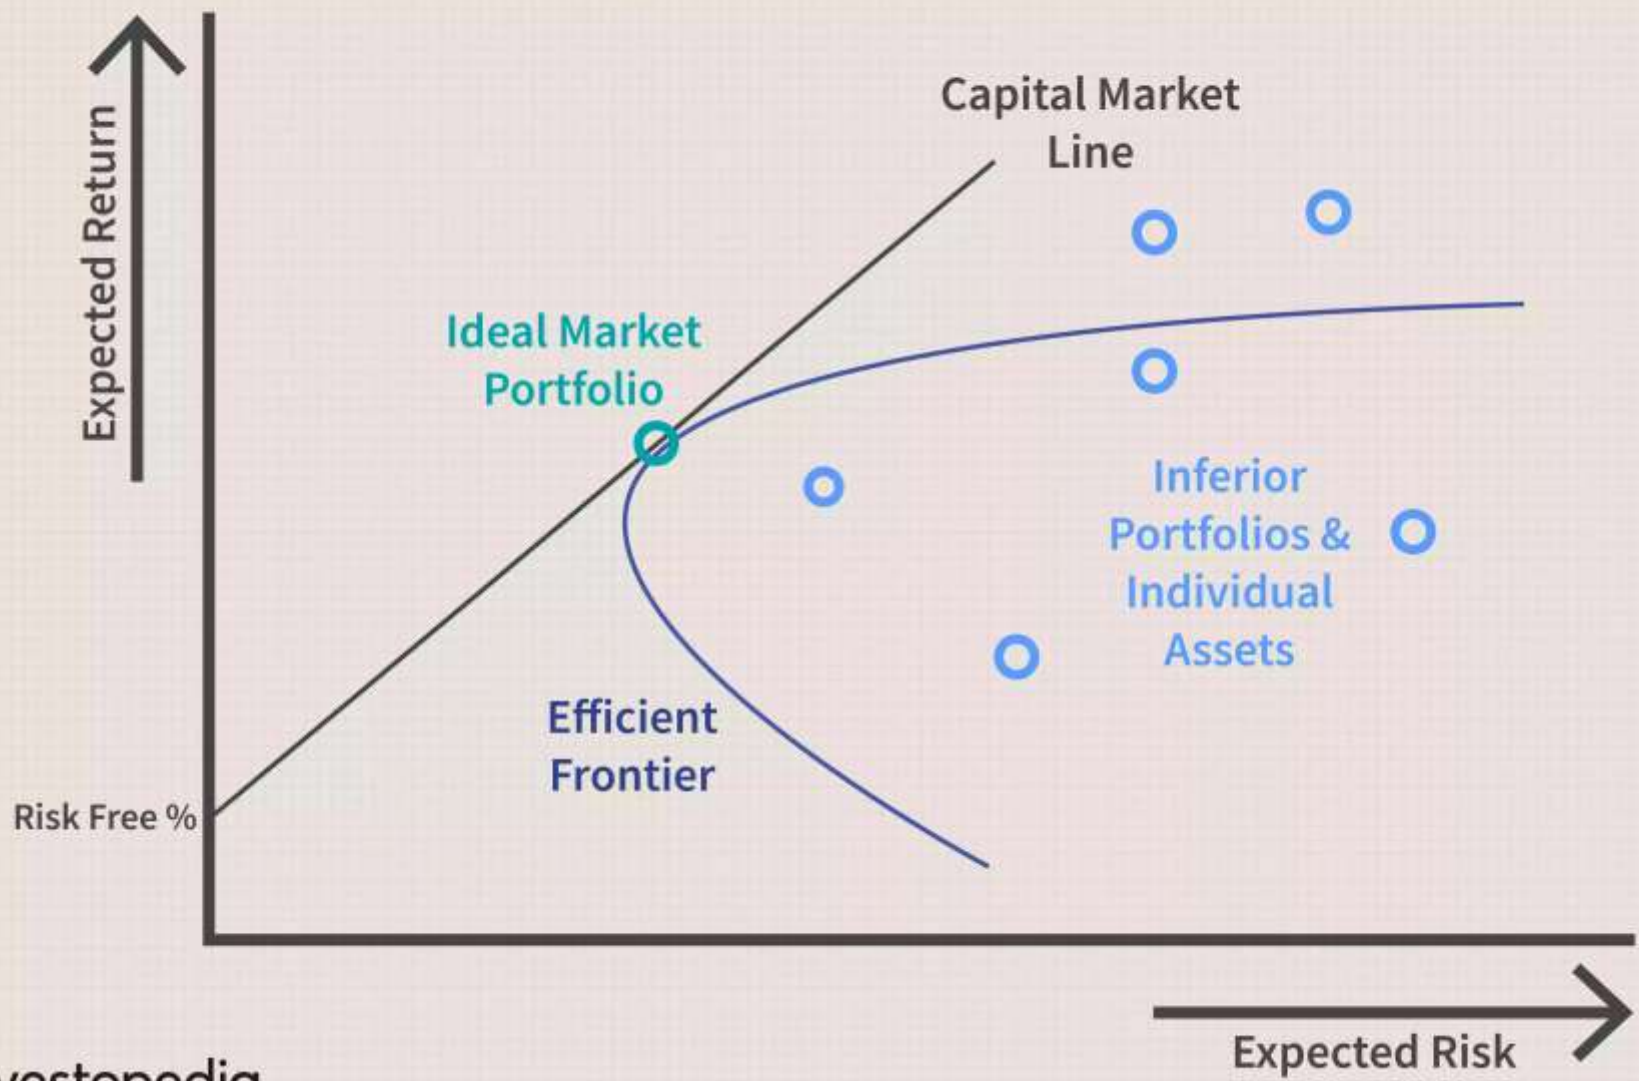 Capital Market
Line
Expected Return
Ideal Market
Portfolio
Inferior
Portfolios &
Individual
Assets
Efficient
Frontier
Risk Free %
Expected Risk